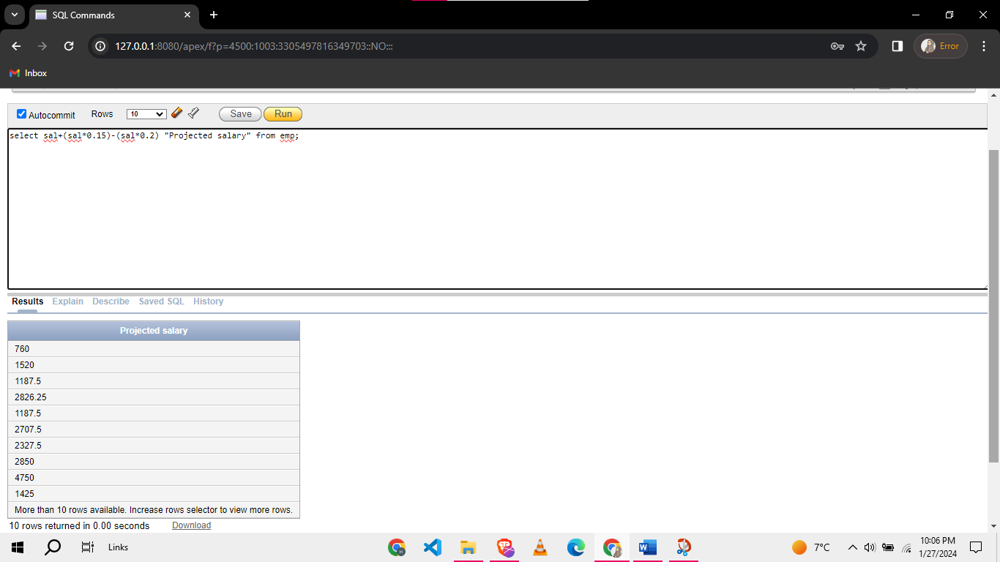 SQL Commands
127.0.0.1:8080/apex/f?p=4500:1003:3305497816349703::NO:::
Error
Inbox
Autocommit Rows 10 Save Run
select sal+(sal*0.15)-(sal*0.2) "Projected salary" from emp;
Results Explain Describe Saved SQL History
Projected salary
760
1520
1187.5
2826.25
1187.5
2707.5
2327.5
2850
4750
1425
More than 10 rows available. Increase rows selector to view more rows.
10 rows returned in 0.00 seconds Download
Links
7°C
10:06 PM
1/27/2024